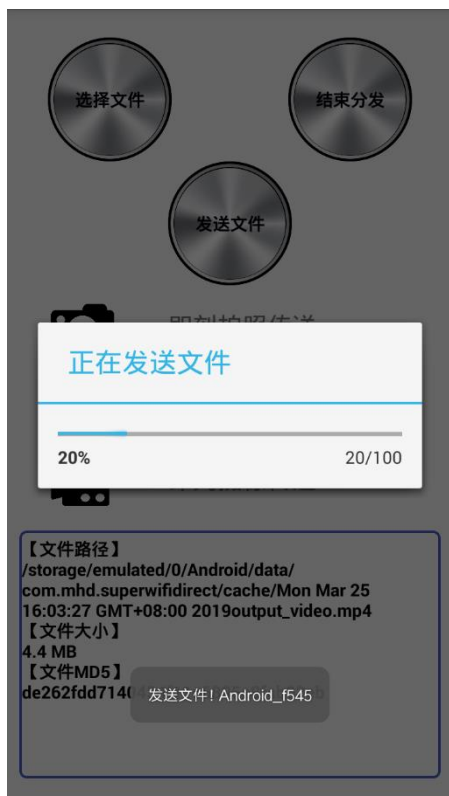 选择文件
结束分发
发送文件
正在发送文件
20%
20/100
【文件路径】
/storage/emulated/0/Android/data/
com.mhd.superwifidirect/cache/Mon Mar 25
16:03:27 GMT+08:00 2019output_video.mp4
【文件大小】
4.4 MB
【文件MD5】
de262fdd7140
发送文件! Android_f545